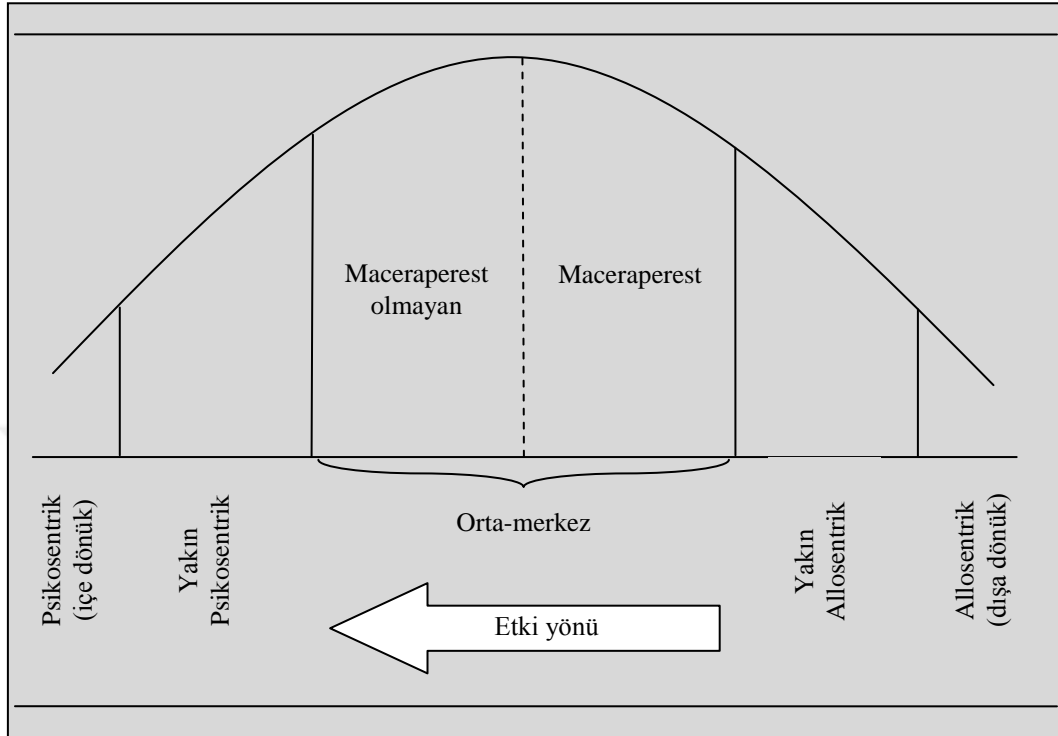 Maceraperest
olmayan
Maceraperest
Psikosentrik
(içe dönük)
Yakın
Psikosentrik
Orta-merkez
Yakın
Allosentrik
Allosentrik
(dışa dönük)
Etki yönü